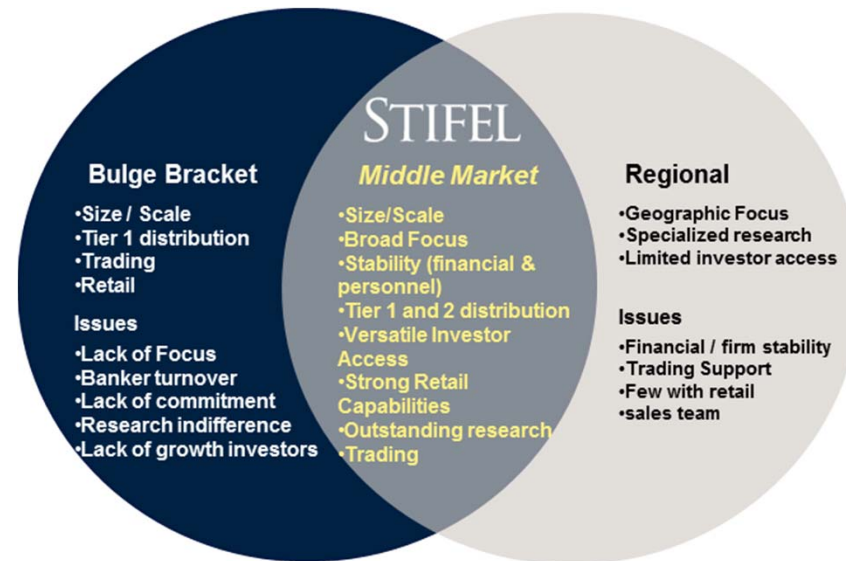 STIFEL
Bulge Bracket
•Size / Scale
•Tier 1 distribution
•Trading
•Retail
Issues
•Lack of Focus
•Banker turnover
•Lack of commitment
•Research indifference
•Lack of growth investors
Middle Market
•Size/Scale
•Broad Focus
•Stability (financial &
personnel)
•Tier 1 and 2 distribution
•Versatile Investor
Access
•Strong Retail
Capabilities
•Outstanding research
•Trading
Regional
•Geographic Focus
•Specialized research
•Limited investor access
Issues
•Financial / firm stability
•Trading Support
•Few with retail
•sales team